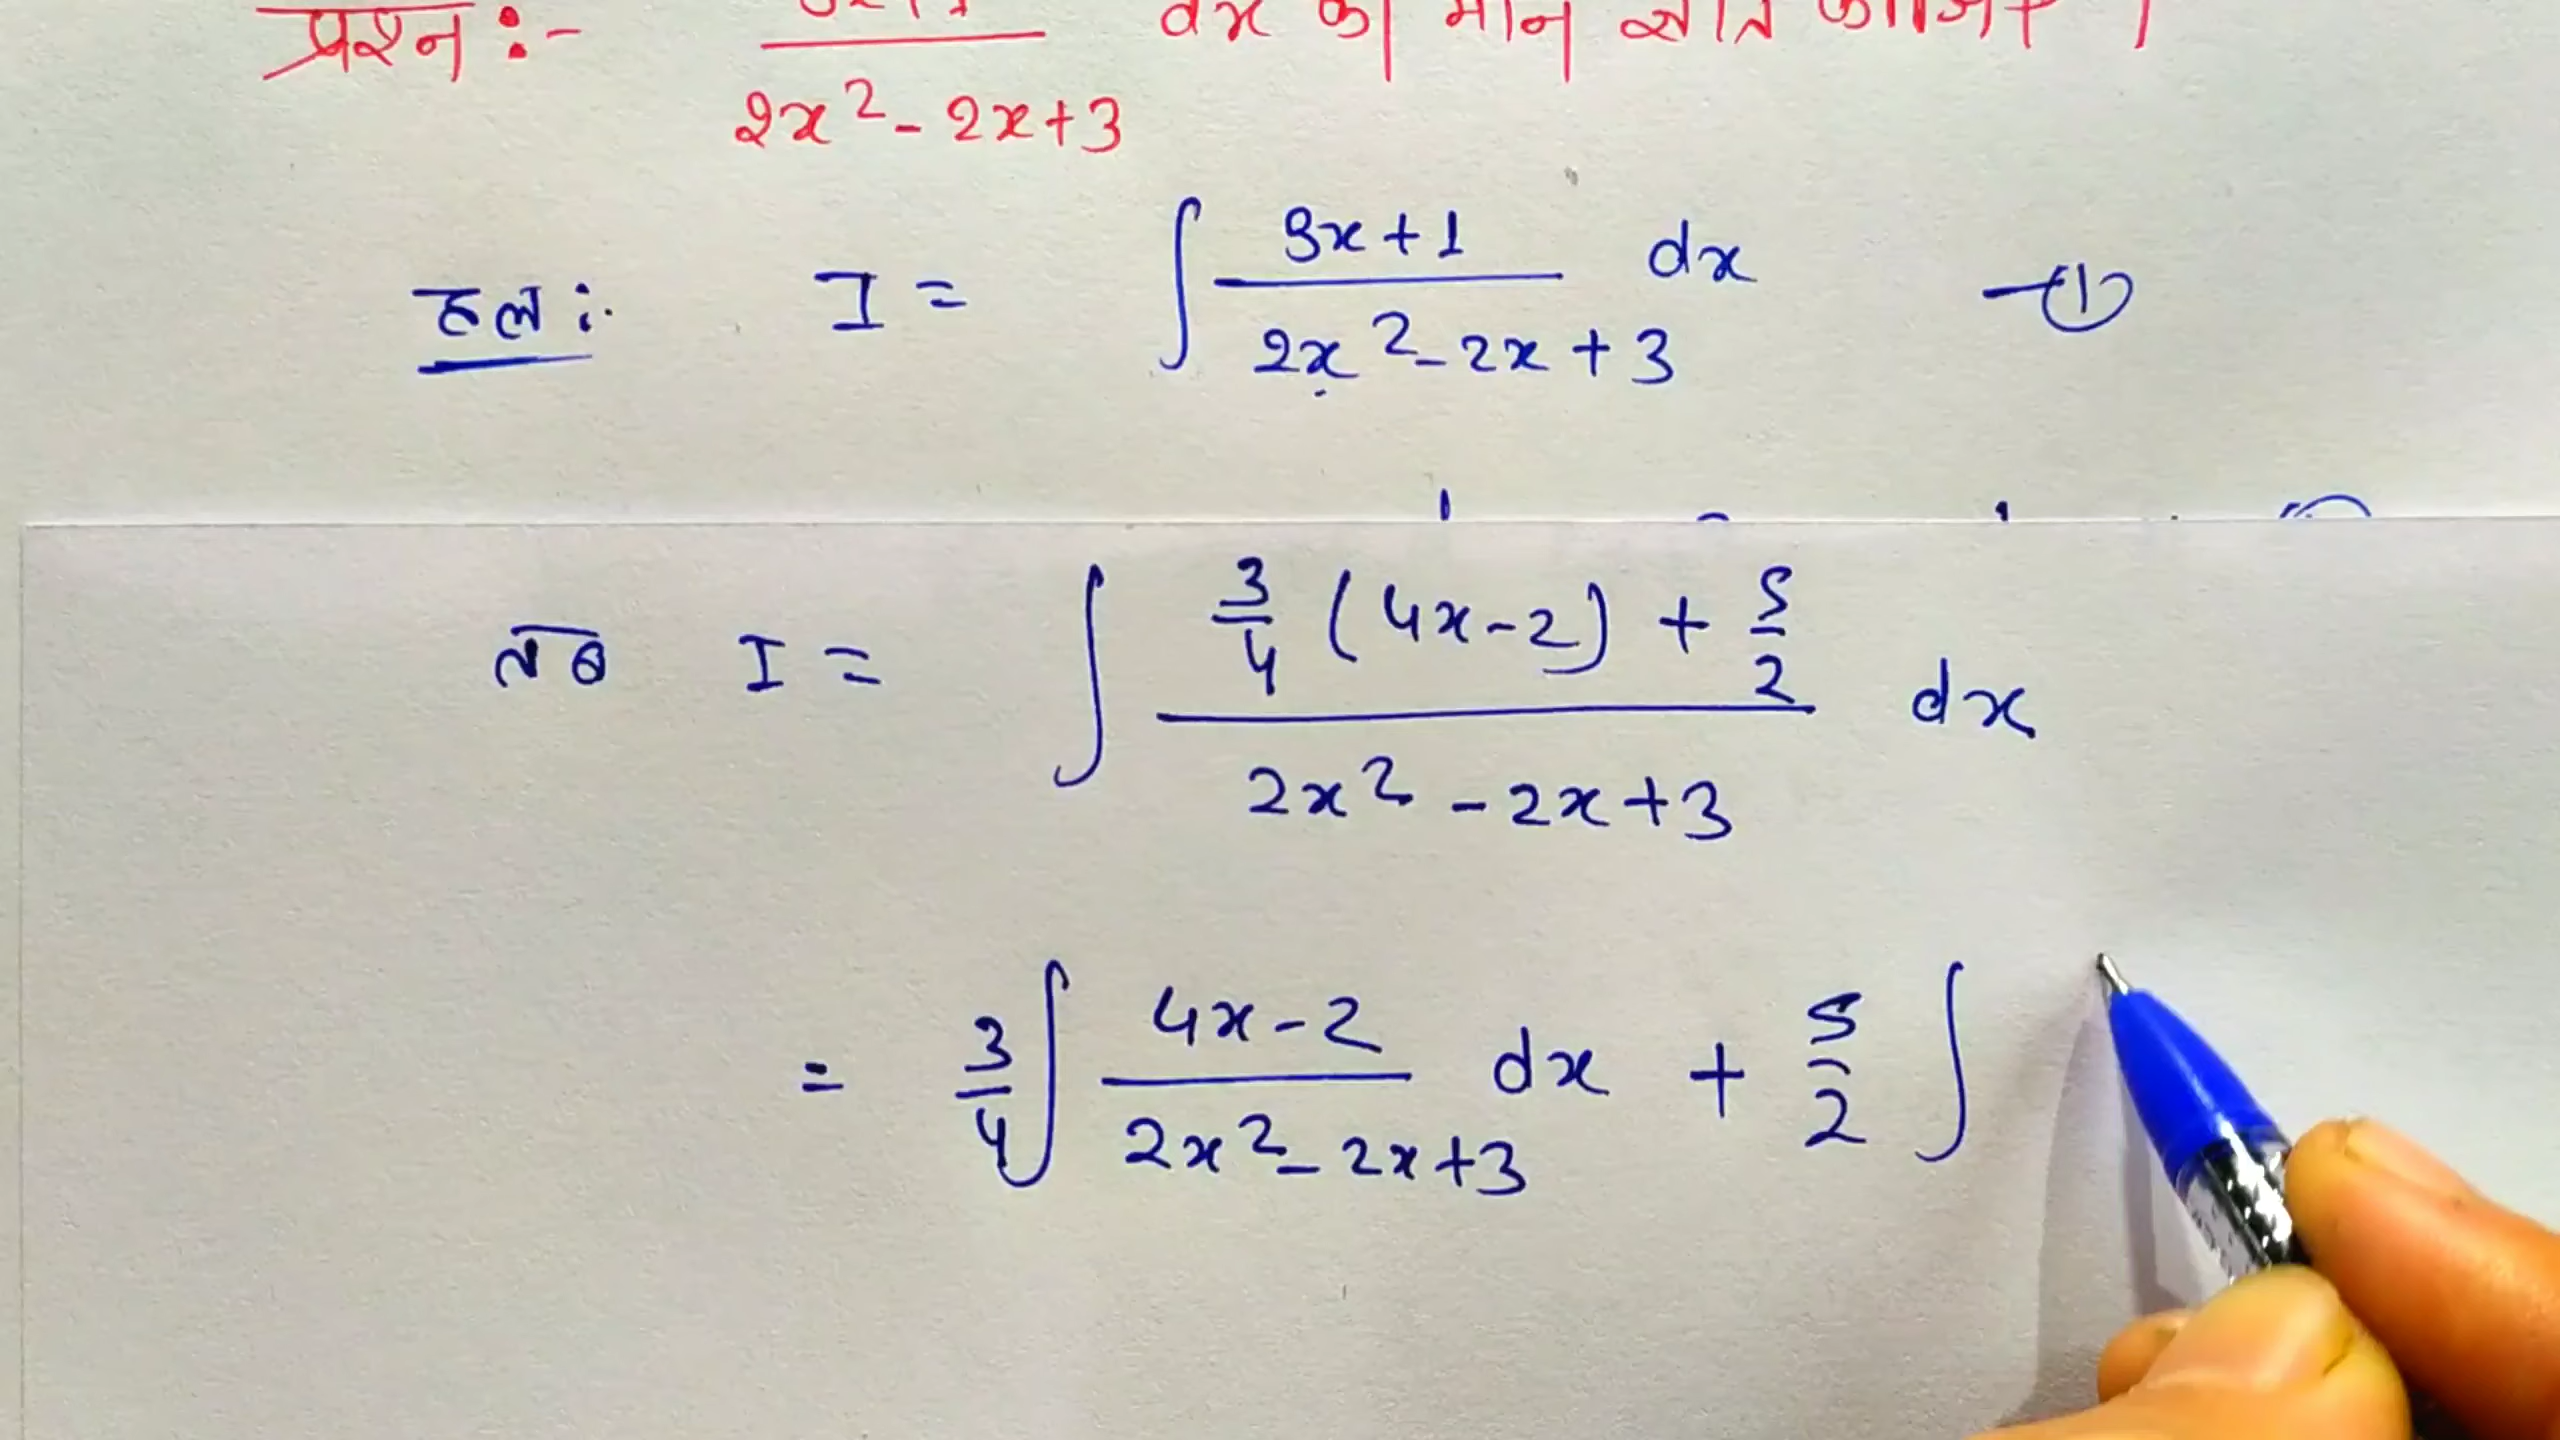 प्रश्न :- dx का मान ज्ञात कीजिए ।
2x² - 2x + 3
हल :- I = ∫ (3x + 1) / (2x² - 2x + 3) dx — ①
तब I = ∫ (3/4 (4x - 2) + 5/2) / (2x² - 2x + 3) dx
= 3/4 ∫ (4x - 2) / (2x² - 2x + 3) dx + 5/2 ∫